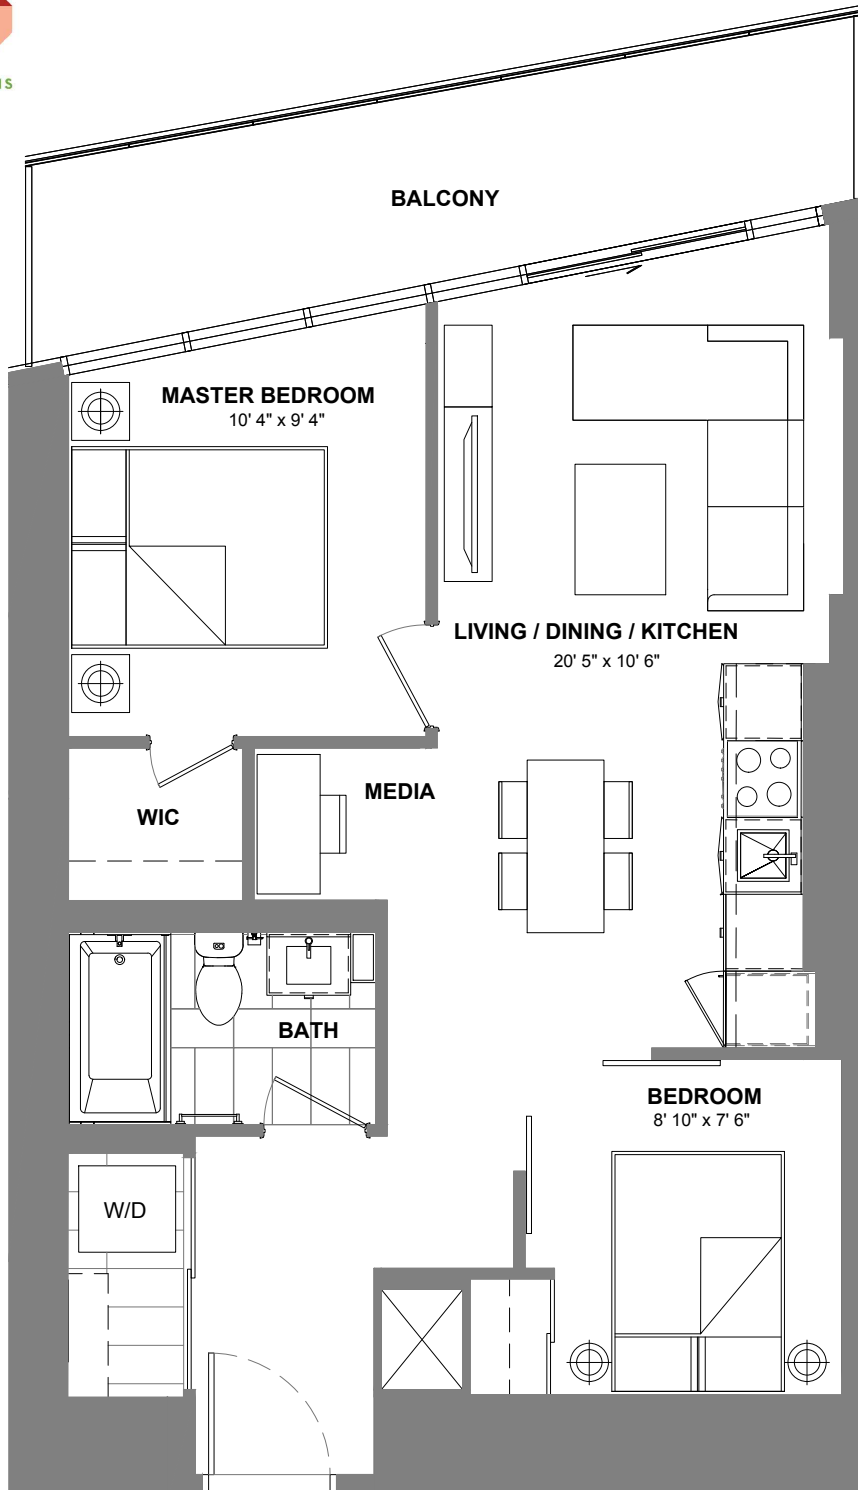 BALCONY
MASTER BEDROOM
10' 4" x 9' 4"
LIVING / DINING / KITCHEN
20' 5" x 10' 6"
MEDIA
WIC
BATH
BEDROOM
8' 10" x 7' 6"
W/D